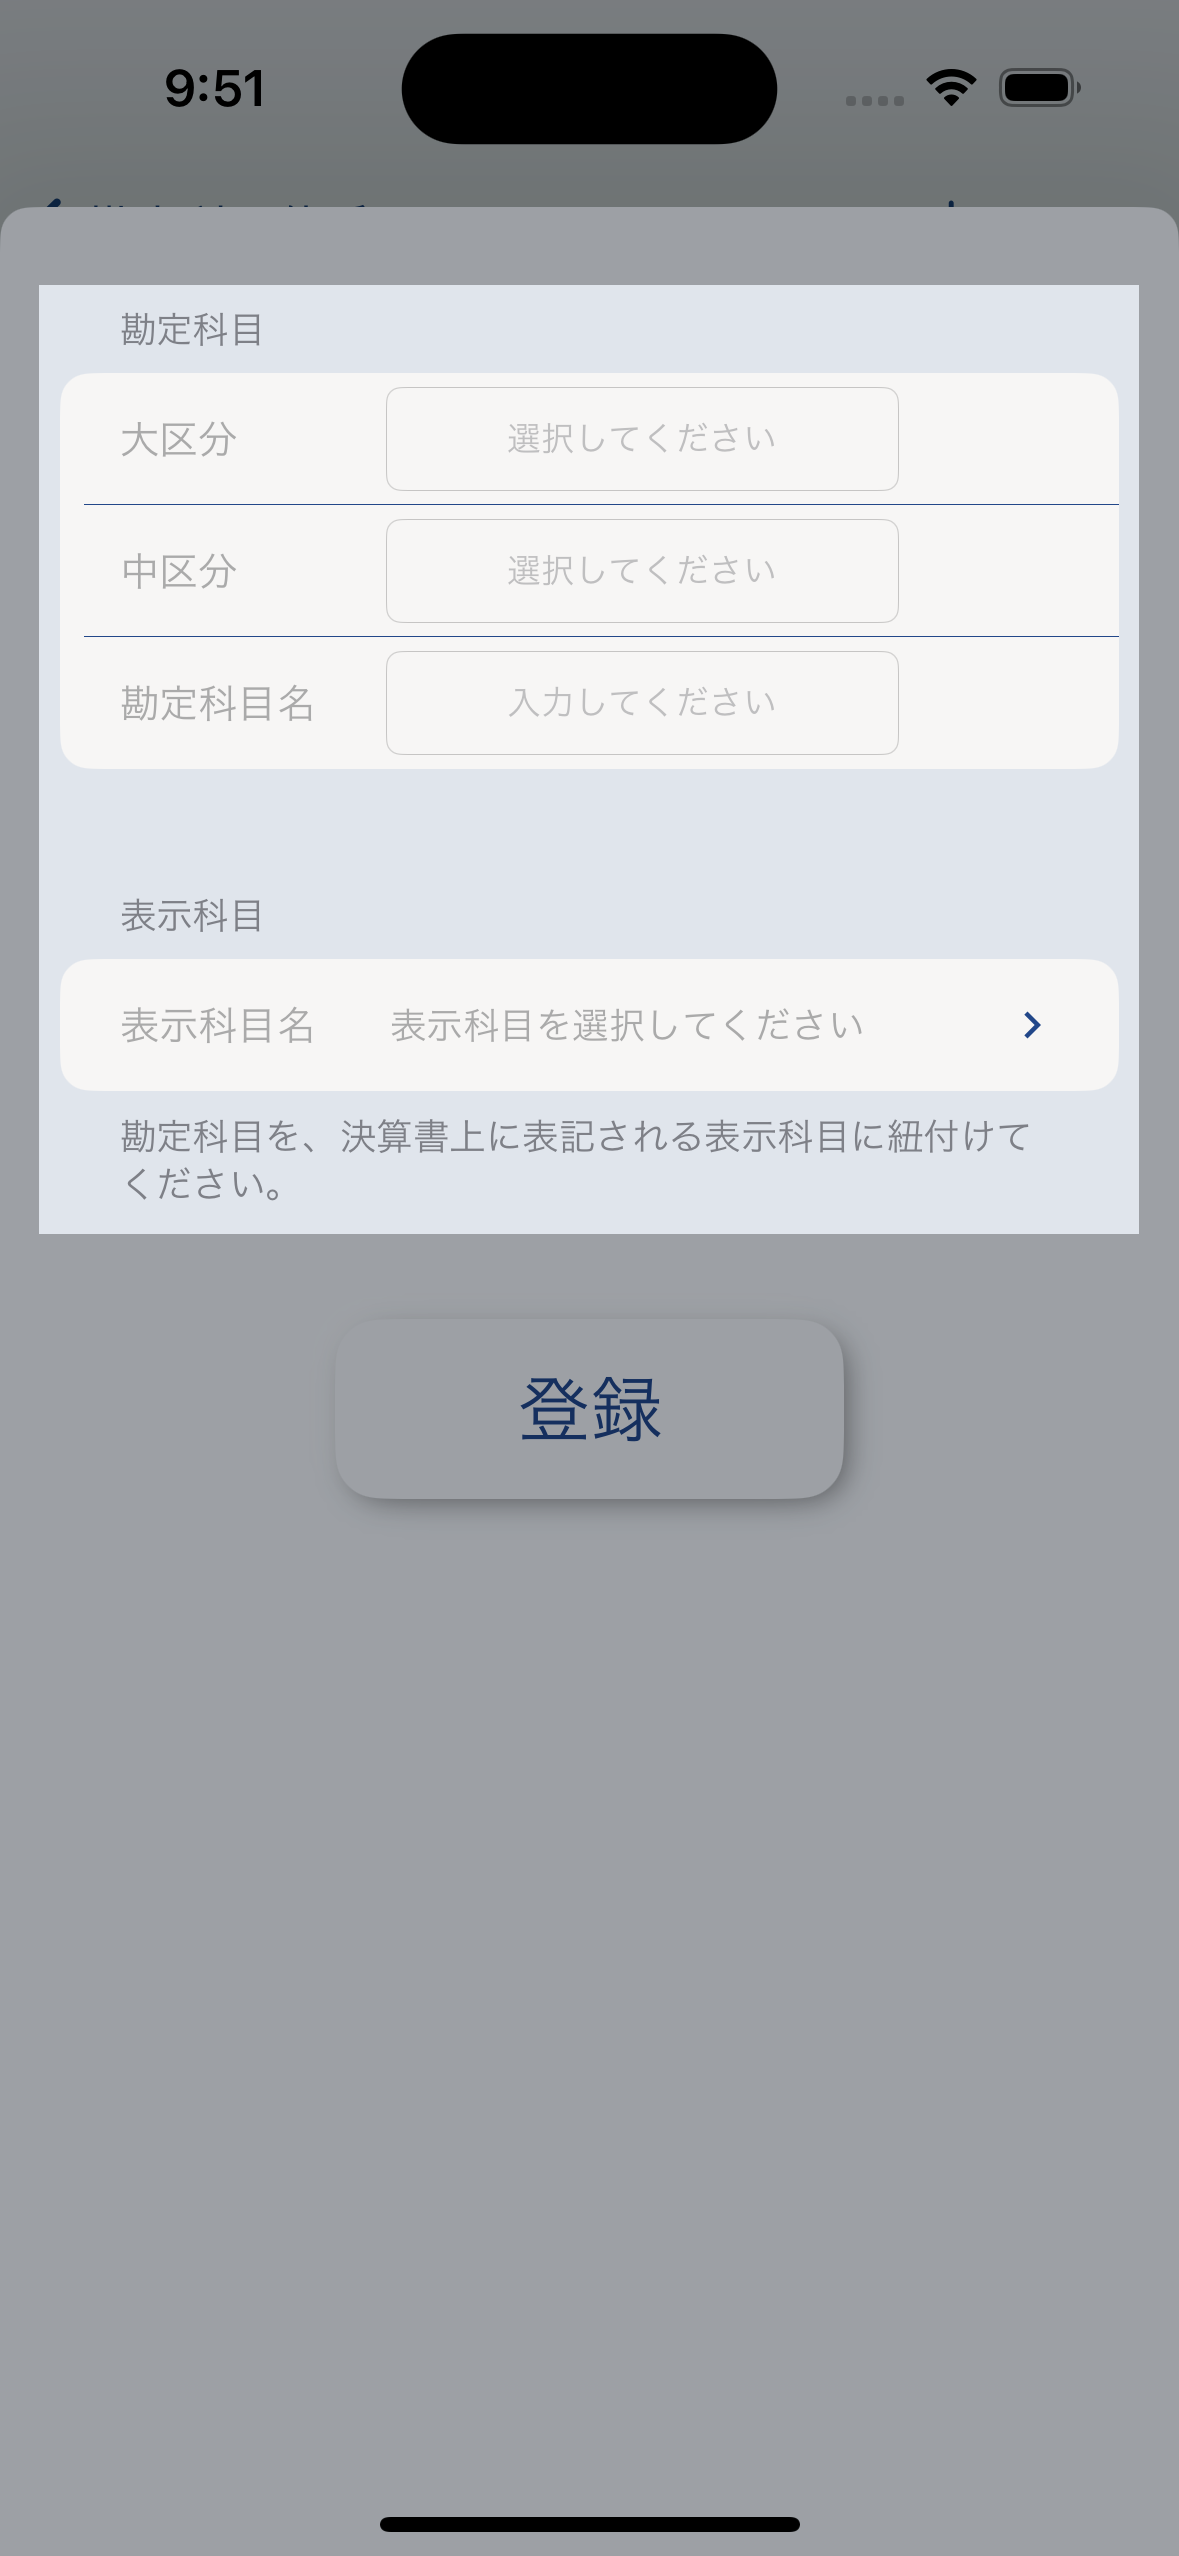 9:51
勘定科目
大区分 選択してください
中区分 選択してください
勘定科目名 入力してください
表示科目
表示科目名 表示科目を選択してください
勘定科目を、決算書上に表記される表示科目に紐付けて
ください。
登録